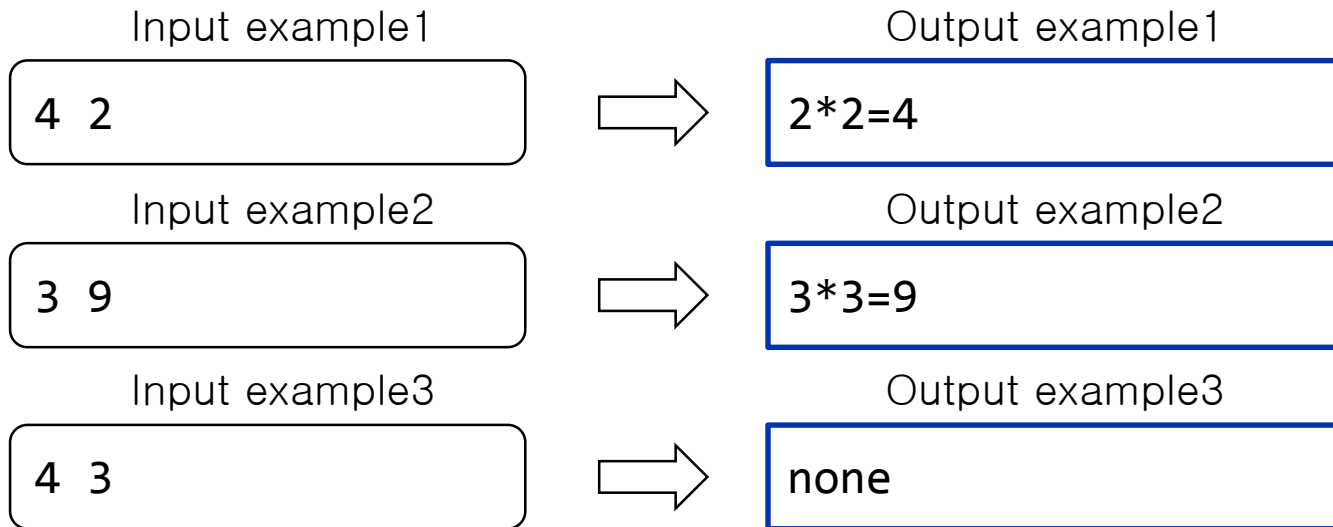 Input example1 Output example1
4 2 2*2=4
Input example2 Output example2
3 9 3*3=9
Input example3 Output example3
4 3 none